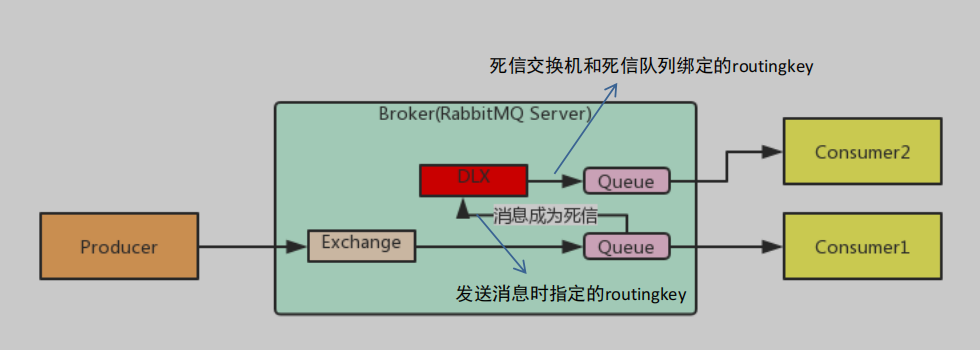 死信交换机和死信队列绑定的routingkey
Broker(RabbitMQ Server)
DLX
Queue
Consumer2
消息成为死信
Producer
Exchange
Queue
Consumer1
发送消息时指定的routingkey